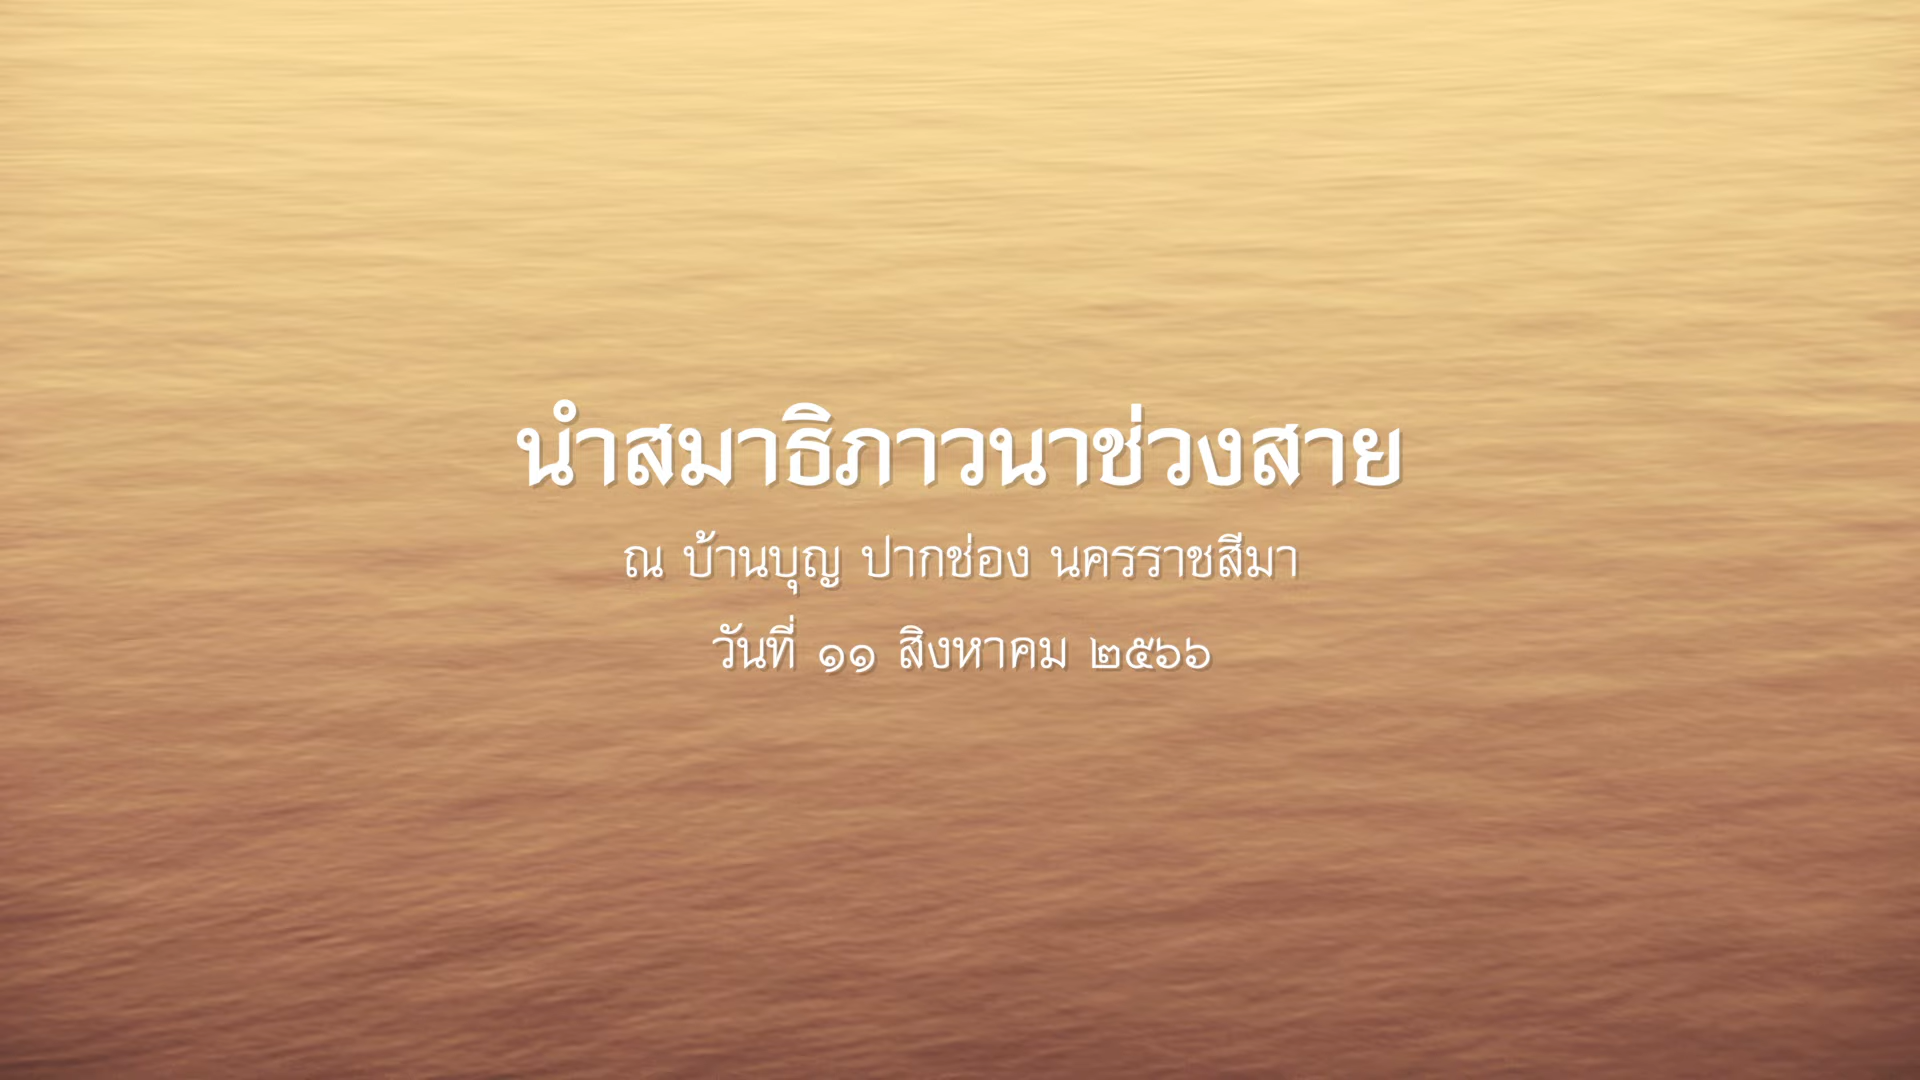 นำสมาธิภาวนาช่วงสาย
ณ บ้านบุญ ปากช่อง นครราชสีมา
วันที่ ๑๑ สิงหาคม ๒๕๖๖